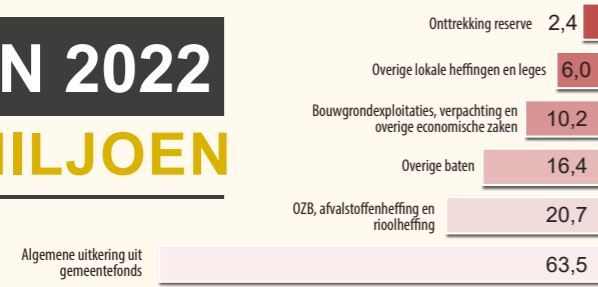 N 2022
MILJOEN
Onttrekking reserve 2,4
Overige lokale heffingen en leges 6,0
Bouwgrondexploitaties, verpachting en
overige economische zaken 10,2
Overige baten 16,4
OZB, afvalstoffenheffing en
rioolheffing 20,7
Algemene uitkering uit
gemeentefonds 63,5